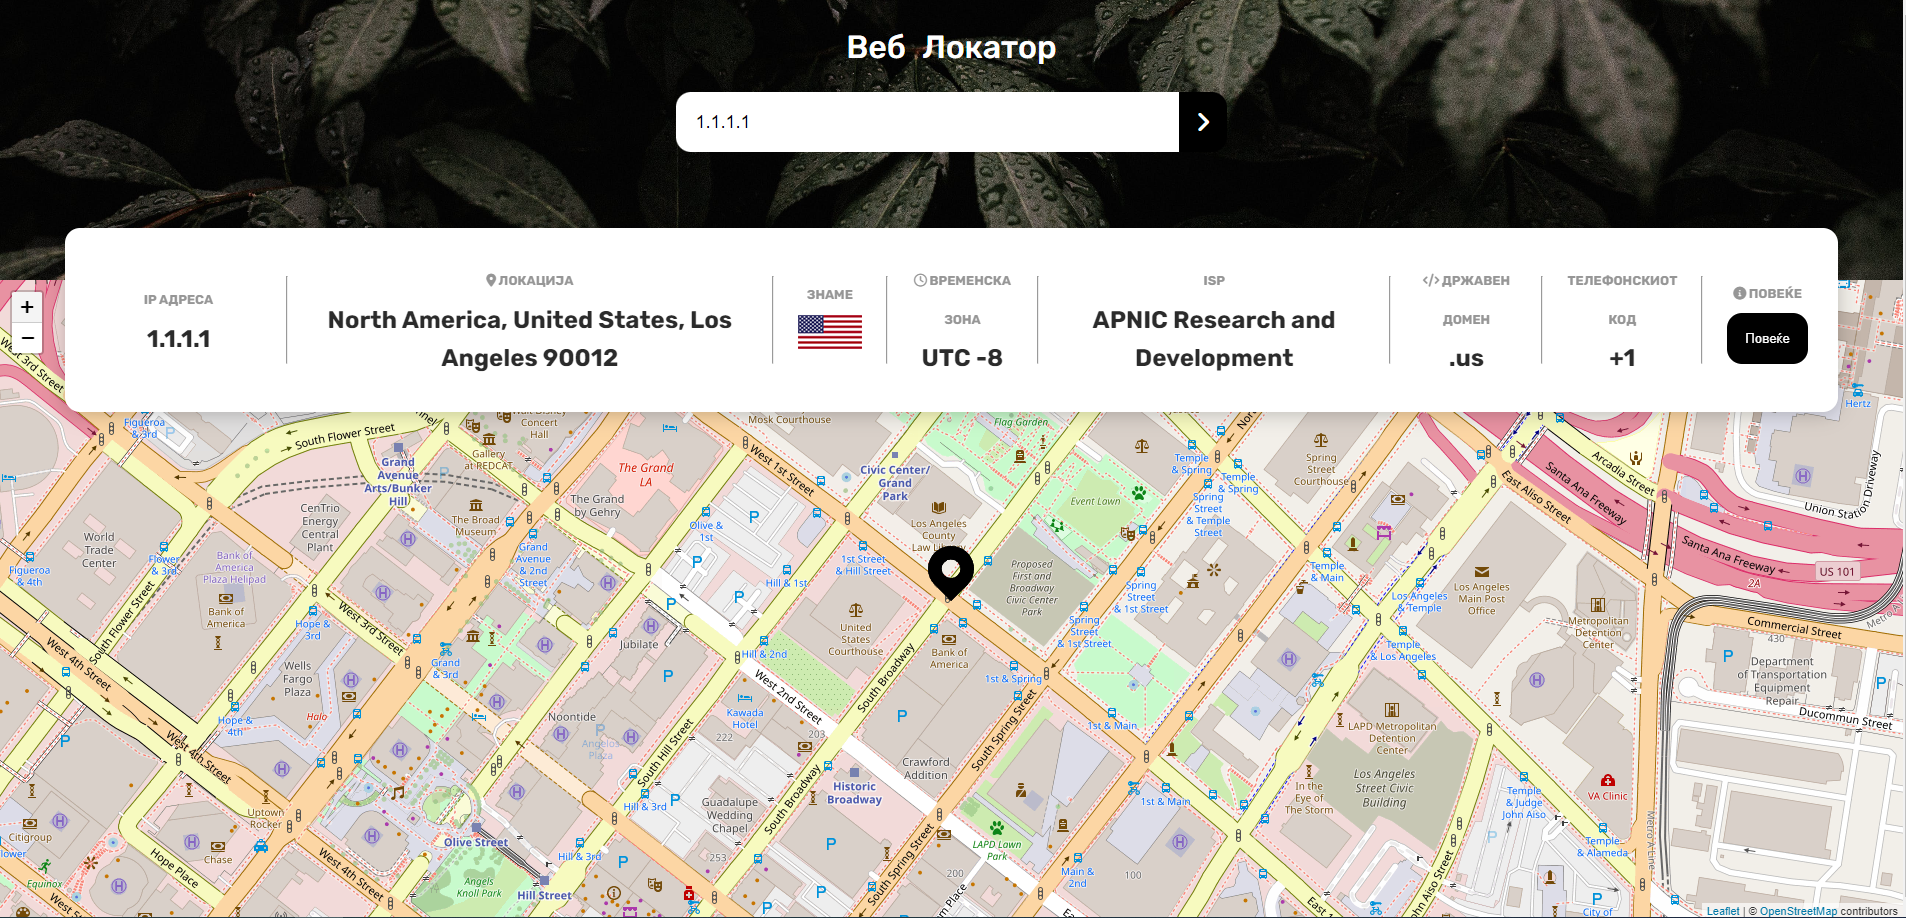 Веб Локатор
1.1.1.1
IP АДРЕСА
1.1.1.1
ЛОКАЦИЈА
North America, United States, Los
Angeles 90012
ЗНАМЕ
ВРЕМЕНСКА
ЗОНА
UTC -8
ISP
APNIC Research and
Development
ДРЖАВЕН
ДОМЕН
.us
ТЕЛЕФОНСКИОТ
КОД
+1
ПОВЕЌЕ
Повеќе
+
−
West 3rd Street
Figueroa
& 3rd
South Flower Street
Concert
Hall
Gallery
at REDCAT
Grand
Avenue
Arts/Bunker
Hill
The Broad
Museum
The Grand
LA
The Grand
by Gehry
Mosk Courthouse
West 1st Street
Civic Center/
Grand
Park
Los Angeles
County
Flag Garden
Event Lawn
Temple
& Spring
Temple
& Spring
Spring
Street
& Temple
Spring
Street
Courthouse
Arcadia Street
Santa Ana Freeway
East Aliso Street
Union Station Driveway
Hertz
Santa Ana Freeway
US 101
2A
World
Trade
Center
CenTrio
Energy
Central
Plant
Flower
& 3rd
Figueroa
& 4th
Bank of
America
Plaza Helipad
Bank of
America
Grand
Avenue
& 2nd
Street
Olive &
1st
1st Street
& Hill Street
Hill & 1st
Proposed
First and
Broadway
Civic Center
Park
Spring
Street
& 1st Street
Spring
Street
& 1st Street
Temple
& Main
Los Angeles
& Temple
Los Angeles
Main Post
Office
Metropolitan
Detention
Center
Commercial Street
430
Department
of Transportation
Equipment
Repair
Ducommun Street
South Flower Street
Hope &
3rd
West 3rd Street
West 4th Street
Wells
Fargo
Plaza
Halo
Hope &
4th
West 4th Street
Grand
& 3rd
Jubilate
Hill & 2nd
United
States
Courthouse
South Broadway
Bank of
America
1st & Spring
Temple
& Los Angeles
West 2nd Street
Kawada
Hotel
222
203
Noontide
Angelus
Plaza
South Hill Street
South Spring Street
1st & Main
LAPD Metropolitan
Detention
Center
Los Angeles
Street Civic
Building
Crawford
Addition
Historic
Broadway
South Broadway
Guadalupe
Wedding
Chapel
253
Hill & 3rd
1st & Main
In the
Eye of
The Storm
Temple
& Judge
John Aiso
VA Clinic
Temple
& Alameda
Metro A Line
Uptown
Rocker
Citigroup
Chase
Olive Street
Hill & 3rd
Hope Place
West 4th Street
Equinox
Angels
Knoll Park
Hill Street
South Spring Street
LAPD Lawn
Park
200
100
Main &
2nd
City of
Leaflet | © OpenStreetMap contributors